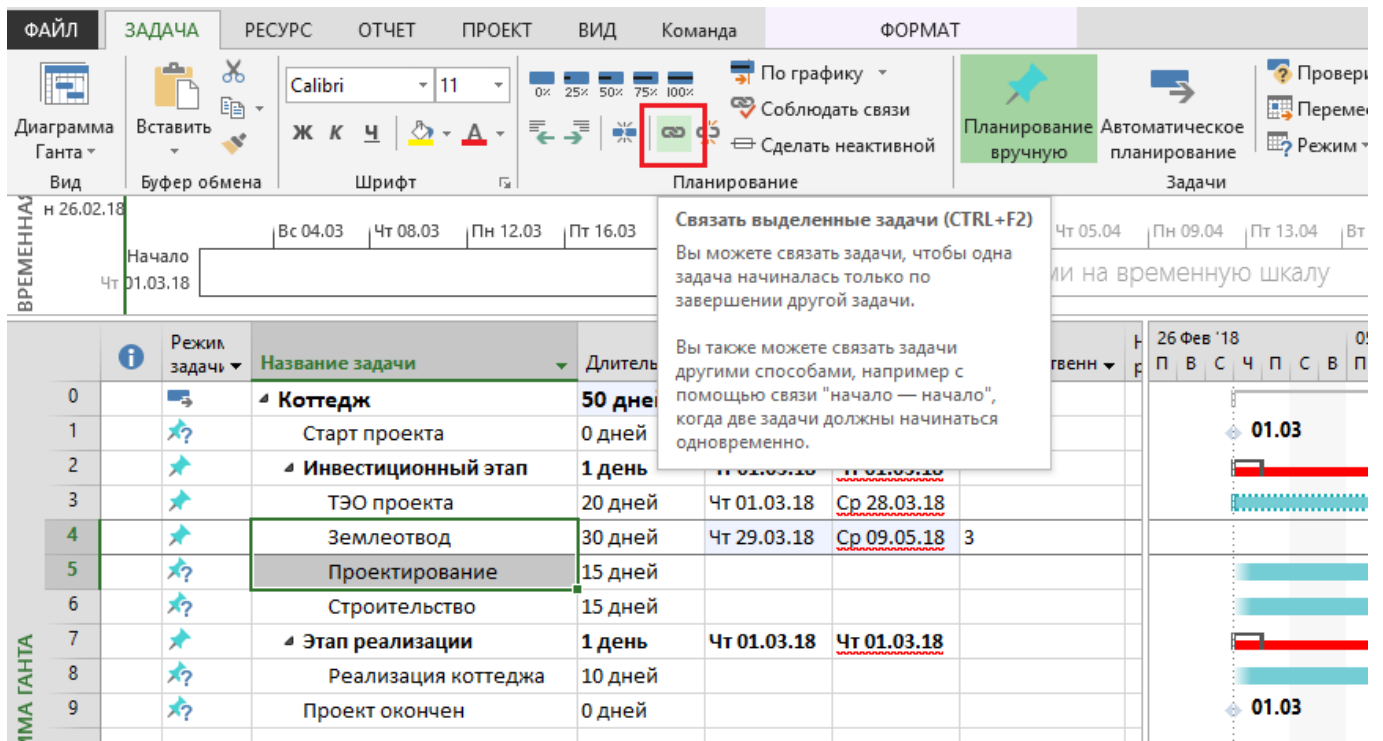 ФАЙЛ ЗАДАЧА РЕСУРС ОТЧЕТ ПРОЕКТ ВИД Команда ФОРМАТ
Диаграмма Ганта
Вид
Вставить
Буфер обмена
Calibri 11
Ж К Ч
Шрифт
0% 25% 50% 75% 100%
По графику
Соблюдать связи
Сделать неактивной
Планирование
Планирование вручную
Автоматическое планирование
Режим
Задачи
н 26.02.18
Вс 04.03 Чт 08.03 Пн 12.03 Пт 16.03 Чт 05.04 Пн 09.04 Пт 13.04 Вт
Начало
Чт 01.03.18
на временную шкалу
Связать выделенные задачи (CTRL+F2)
Вы можете связать задачи, чтобы одна
задача начиналась только по
завершении другой задачи.
Вы также можете связать задачи
другими способами, например с
помощью связи "начало — начало",
когда две задачи должны начинаться
одновременно.
Название задачи
26 Фев '18
П В С Ч П С В П
0 Коттедж 50
1 Старт проекта 0 дней 01.03
2 Инвестиционный этап 1 день
3 ТЭО проекта 20 дней Чт 01.03.18 Ср 28.03.18
4 Землеотвод 30 дней Чт 29.03.18 Ср 09.05.18 3
5 Проектирование 15 дней
6 Строительство 15 дней
7 Этап реализации 1 день Чт 01.03.18 Чт 01.03.18
8 Реализация коттеджа 10 дней
9 Проект окончен 0 дней 01.03